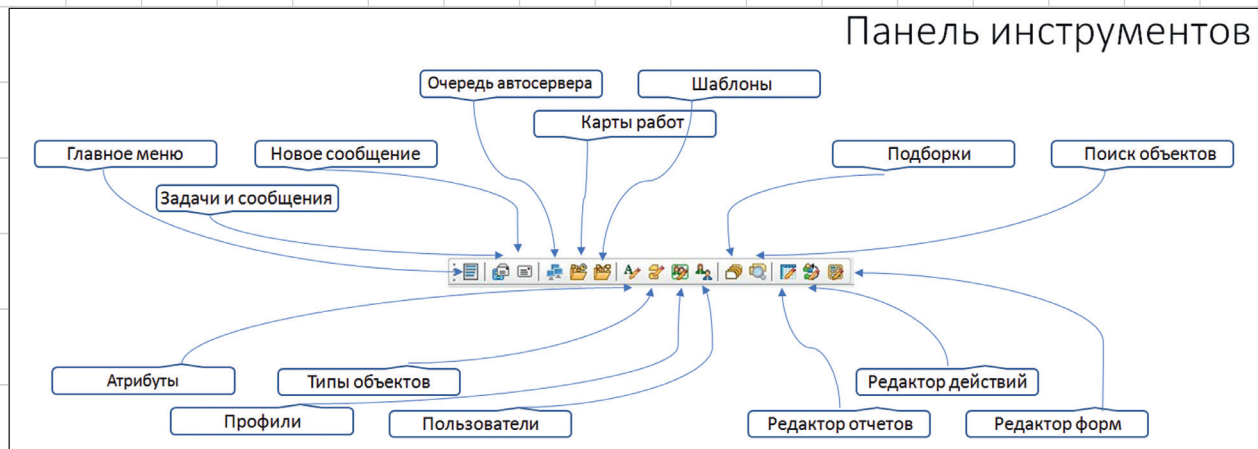 Панель инструментов
Очередь автосервера
Шаблоны
Карты работ
Главное меню
Новое сообщение
Подборки
Поиск объектов
Задачи и сообщения
Атрибуты
Типы объектов
Редактор действий
Профили
Пользователи
Редактор отчетов
Редактор форм